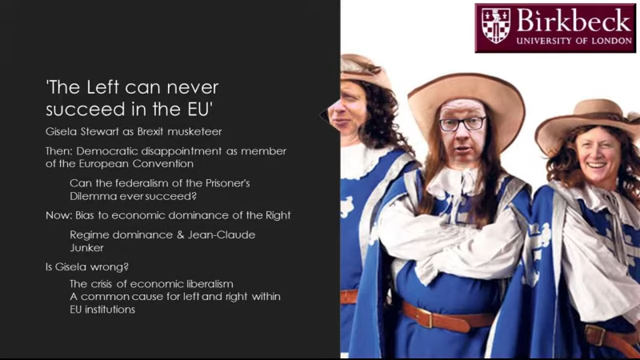 Birkbeck
UNIVERSITY OF LONDON
'The Left can never
succeed in the EU'
Gisela Stewart as Brexit musketeer
Then: Democratic disappointment as member
of the European Convention
Can the federalism of the Prisoner's
Dilemma ever succeed?
Now: Bias to economic dominance of the Right
Regime dominance & Jean-Claude
Junker
Is Gisela wrong?
The crisis of economic liberalism
A common cause for left and right within
EU institutions